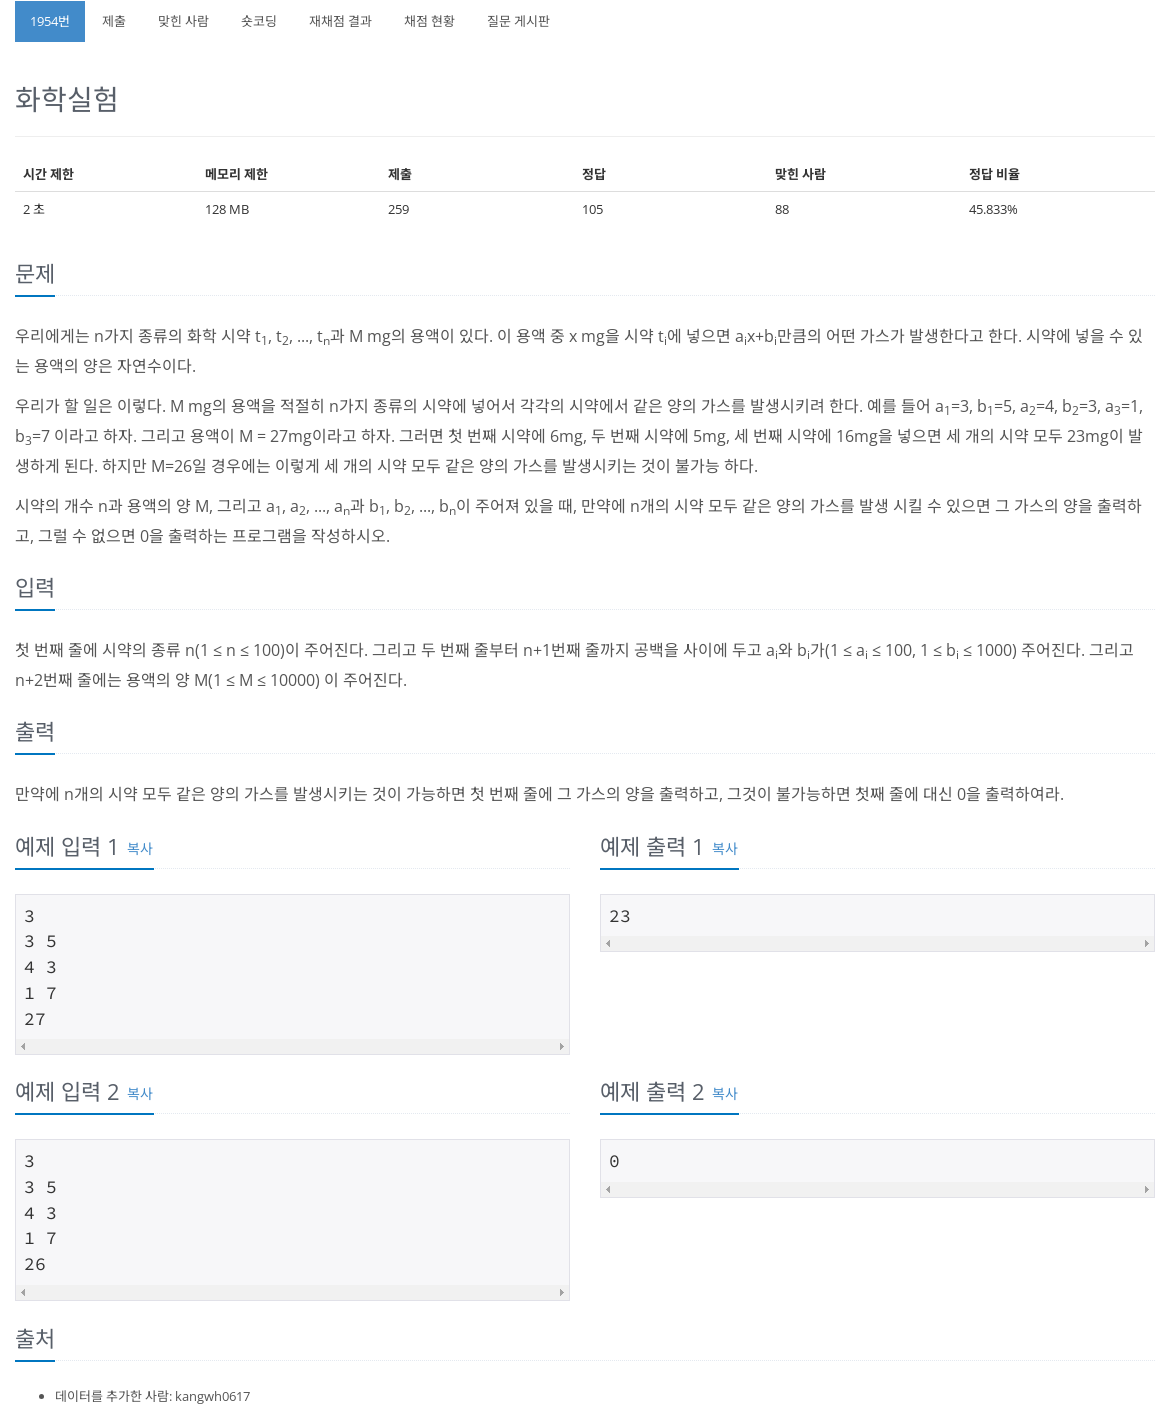 1954번 제출 맞힌 사람 숏코딩 재채점 결과 채점 현황 질문 게시판
화학실험
시간 제한 메모리 제한 제출 정답 맞힌 사람 정답 비율
2 초 128 MB 259 105 88 45.833%
문제
우리에게는 n가지 종류의 화학 시약 t1, t2, ..., tn과 M mg의 용액이 있다. 이 용액 중 x mg을 시약 ti에 넣으면 aix+bi만큼의 어떤 가스가 발생한다고 한다. 시약에 넣을 수 있
는 용액의 양은 자연수이다.
우리가 할 일은 이렇다. M mg의 용액을 적절히 n가지 종류의 시약에 넣어서 각각의 시약에서 같은 양의 가스를 발생시키려 한다. 예를 들어 a1=3, b1=5, a2=4, b2=3, a3=1,
b3=7 이라고 하자. 그리고 용액이 M = 27mg이라고 하자. 그러면 첫 번째 시약에 6mg, 두 번째 시약에 5mg, 세 번째 시약에 16mg을 넣으면 세 개의 시약 모두 23mg이 발
생하게 된다. 하지만 M=26일 경우에는 이렇게 세 개의 시약 모두 같은 양의 가스를 발생시키는 것이 불가능 하다.
시약의 개수 n과 용액의 양 M, 그리고 a1, a2, ..., an과 b1, b2, ..., bn이 주어져 있을 때, 만약에 n개의 시약 모두 같은 양의 가스를 발생 시킬 수 있으면 그 가스의 양을 출력하
고, 그럴 수 없으면 0을 출력하는 프로그램을 작성하시오.
입력
첫 번째 줄에 시약의 종류 n(1 ≤ n ≤ 100)이 주어진다. 그리고 두 번째 줄부터 n+1번째 줄까지 공백을 사이에 두고 ai와 bi가(1 ≤ ai ≤ 100, 1 ≤ bi ≤ 1000) 주어진다. 그리고
n+2번째 줄에는 용액의 양 M(1 ≤ M ≤ 10000) 이 주어진다.
출력
만약에 n개의 시약 모두 같은 양의 가스를 발생시키는 것이 가능하면 첫 번째 줄에 그 가스의 양을 출력하고, 그것이 불가능하면 첫째 줄에 대신 0을 출력하여라.
예제 입력 1 복사
3
3 5
4 3
1 7
27
예제 출력 1 복사
23
예제 입력 2 복사
3
3 5
4 3
1 7
26
예제 출력 2 복사
0
출처
데이터를 추가한 사람: kangwh0617